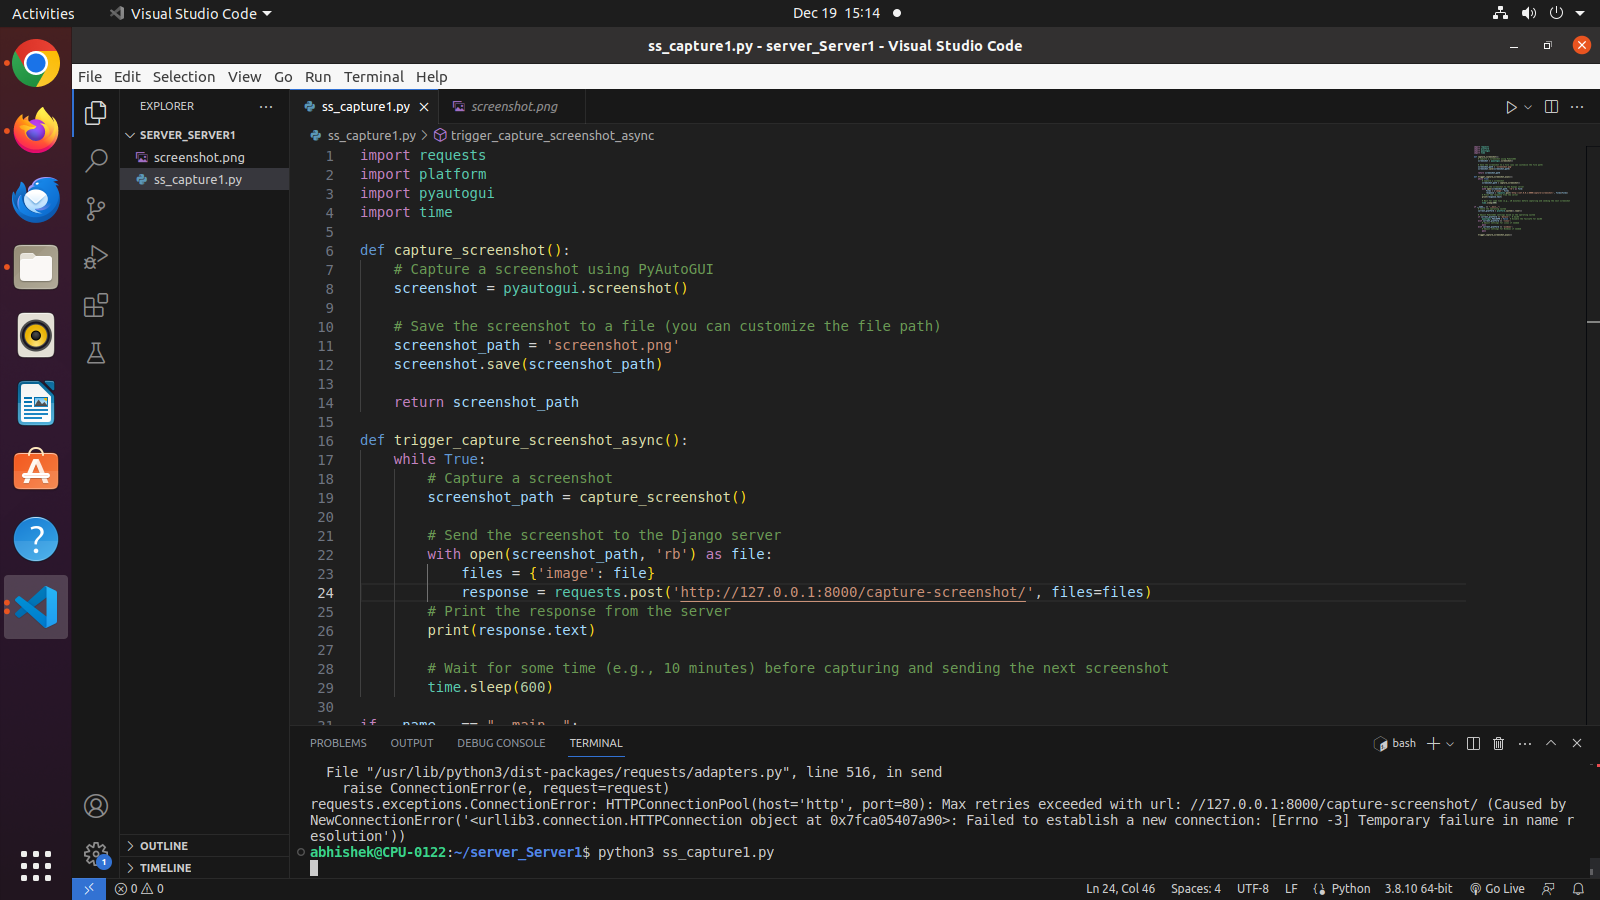 Activities
Visual Studio Code
Dec 19 15:14
ss_capture1.py - server_Server1 - Visual Studio Code
File Edit Selection View Go Run Terminal Help
EXPLORER
SERVER_SERVER1
screenshot.png
ss_capture1.py
OUTLINE
TIMELINE
ss_capture1.py
screenshot.png
ss_capture1.py > trigger_capture_screenshot_async
1 import requests
2 import platform
3 import pyautogui
4 import time
5
6 def capture_screenshot():
7 # Capture a screenshot using PyAutoGUI
8 screenshot = pyautogui.screenshot()
9
10 # Save the screenshot to a file (you can customize the file path)
11 screenshot_path = 'screenshot.png'
12 screenshot.save(screenshot_path)
13
14 return screenshot_path
15
16 def trigger_capture_screenshot_async():
17 while True:
18 # Capture a screenshot
19 screenshot_path = capture_screenshot()
20
21 # Send the screenshot to the Django server
22 with open(screenshot_path, 'rb') as file:
23 files = {'image': file}
24 response = requests.post('http://127.0.0.1:8000/capture-screenshot/', files=files)
25 # Print the response from the server
26 print(response.text)
27
28 # Wait for some time (e.g., 10 minutes) before capturing and sending the next screenshot
29 time.sleep(600)
30
31 if __name__ == "__main__":
PROBLEMS OUTPUT DEBUG CONSOLE TERMINAL
bash
File "/usr/lib/python3/dist-packages/requests/adapters.py", line 516, in send
raise ConnectionError(e, request=request)
requests.exceptions.ConnectionError: HTTPConnectionPool(host='http', port=80): Max retries exceeded with url: //127.0.0.1:8000/capture-screenshot/ (Caused by
NewConnectionError('<urllib3.connection.HTTPConnection object at 0x7fca05407a90>: Failed to establish a new connection: [Errno -3] Temporary failure in name r
esolution'))
abhishek@CPU-0122:~/server_Server1$ python3 ss_capture1.py
1
0 0
Ln 24, Col 46 Spaces: 4 UTF-8 LF Python 3.8.10 64-bit Go Live